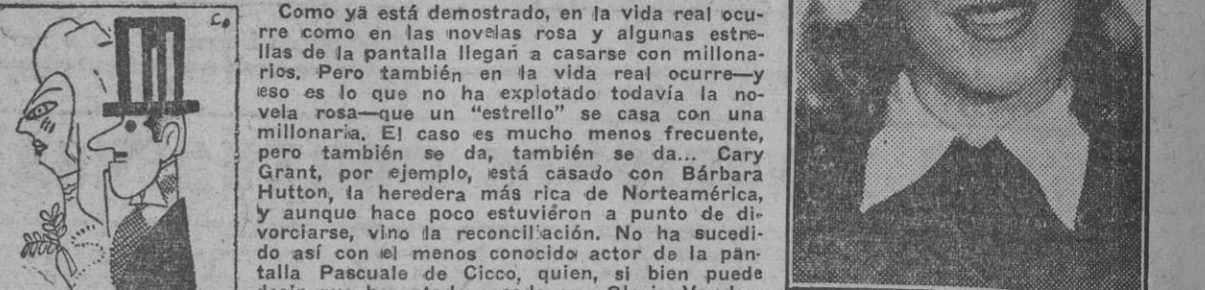 Como ya está demostrado, en la vida real ocu-
rre como en las novelas rosa y algunas estre-
llas de la pantalla llegan a casarse con millona-
rios. Pero también en la vida real ocurre—y
eso es lo que no ha explotado todavía la no-
vela rosa—que un "estrello" se casa con una
millonaria. El caso es mucho menos frecuente,
pero también se da, también se da... Cary
Grant, por ejemplo, está casado con Bárbara
Hutton, la heredera más rica de Norteamérica,
y aunque hace poco estuviéron a punto de di-
vorciarse, vino la reconciliación. No ha sucedi-
do así con el menos conocido actor de la pan-
talla Pascuale de Cicco, quien, si bien puede